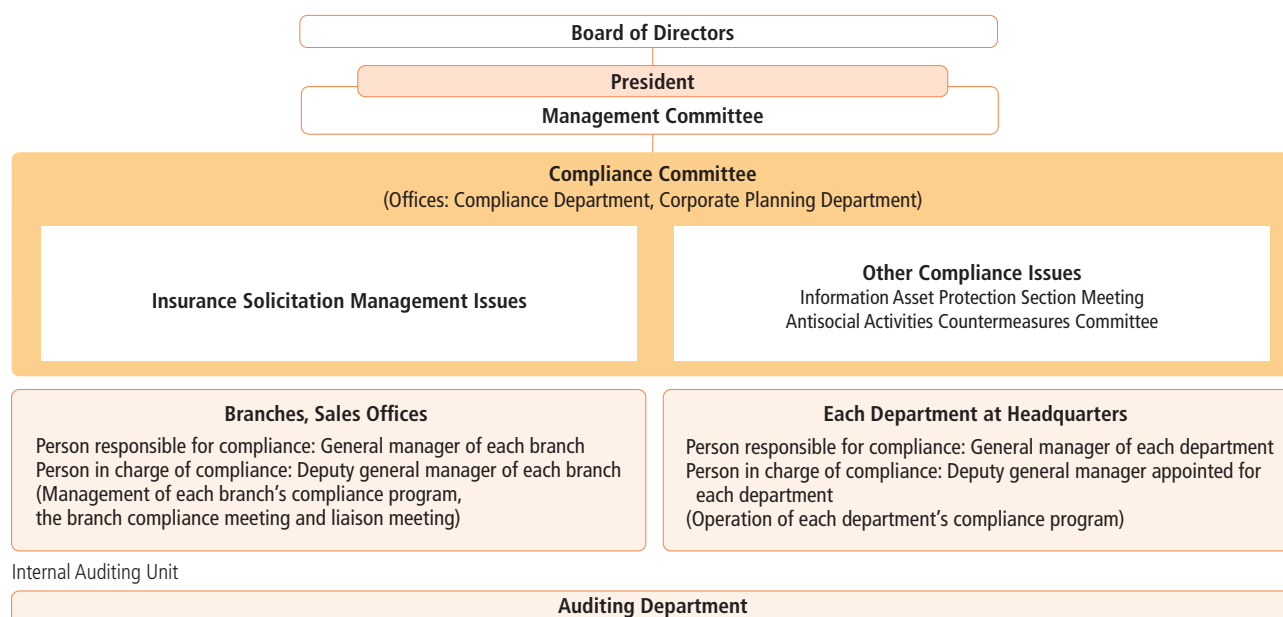 Board of Directors
President
Management Committee
Compliance Committee
(Offices: Compliance Department, Corporate Planning Department)
Insurance Solicitation Management Issues
Other Compliance Issues
Information Asset Protection Section Meeting
Antisocial Activities Countermeasures Committee
Branches, Sales Offices
Person responsible for compliance: General manager of each branch
Person in charge of compliance: Deputy general manager of each branch
(Management of each branch’s compliance program,
the branch compliance meeting and liaison meeting)
Each Department at Headquarters
Person responsible for compliance: General manager of each department
Person in charge of compliance: Deputy general manager appointed for
each department
(Operation of each department’s compliance program)
Internal Auditing Unit
Auditing Department